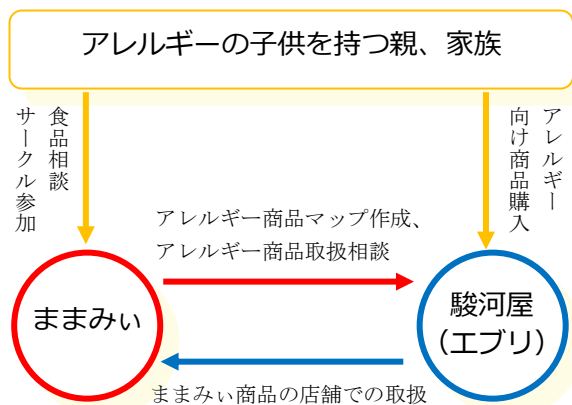 アレルギーの子供を持つ親、家族
食品相談
サークル参加
アレルギー
向け商品購入
アレルギー商品マップ作成、
アレルギー商品取扱相談
ままみぃ
駿河屋
（エブリ）
ままみぃ商品の店舗での取扱